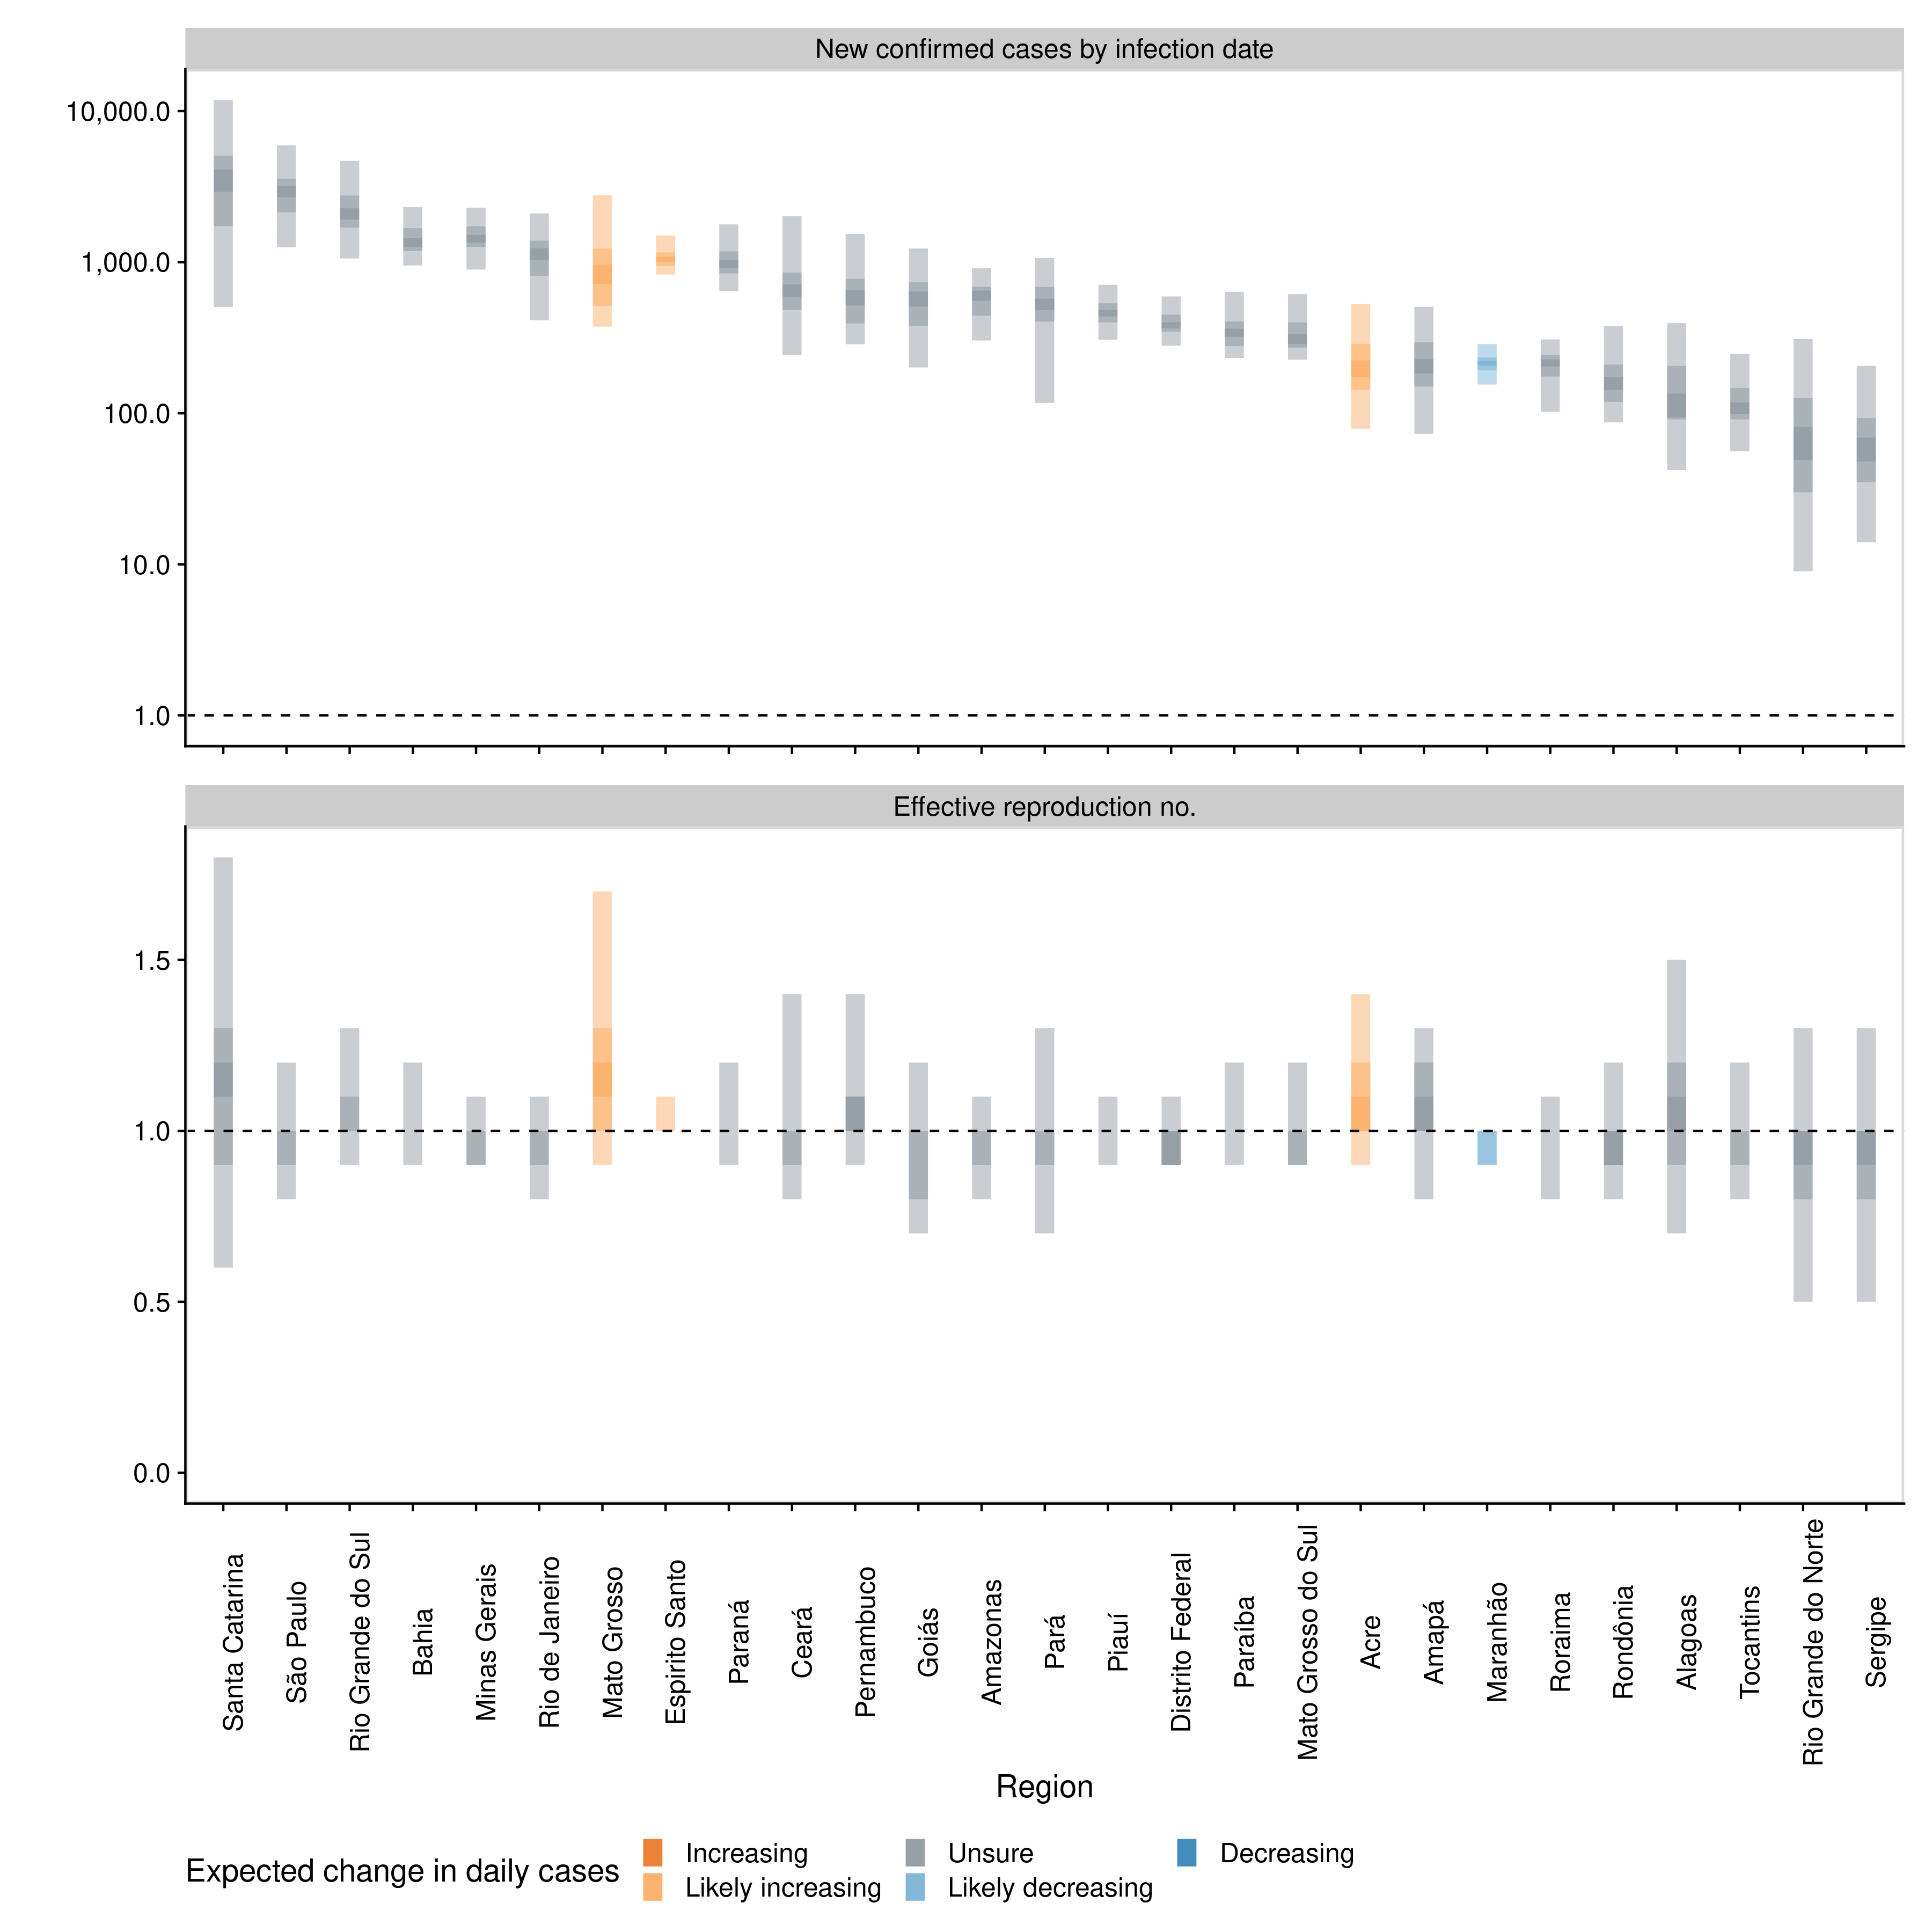 New confirmed cases by infection date
10,000.0
1,000.0
100.0
10.0
1.0
Effective reproduction no.
1.5
1.0
0.5
0.0
Santa Catarina
São Paulo
Rio Grande do Sul
Bahia
Minas Gerais
Rio de Janeiro
Mato Grosso
Espirito Santo
Paraná
Ceará
Pernambuco
Goiás
Amazonas
Pará
Piauí
Distrito Federal
Paraíba
Mato Grosso do Sul
Acre
Amapá
Maranhão
Roraima
Rondônia
Alagoas
Tocantins
Rio Grande do Norte
Sergipe
Region
Expected change in daily cases
Increasing
Likely increasing
Unsure
Likely decreasing
Decreasing